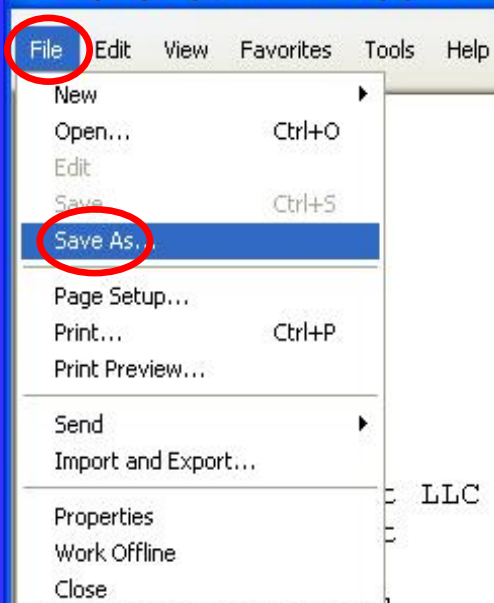 File Edit View Favorites Tools Help
New
Open... Ctrl+O
Edit
Save Ctrl+S
Save As...
Page Setup...
Print... Ctrl+P
Print Preview...
Send
Import and Export...
LLC
Properties
Work Offline
Close